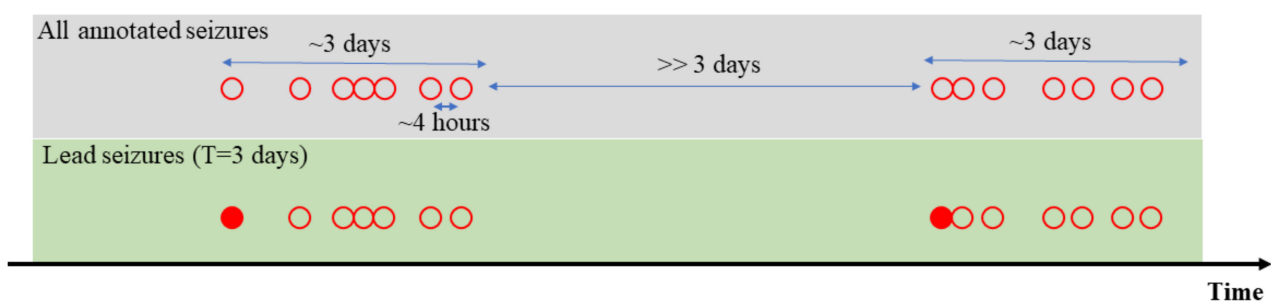 All annotated seizures
~3 days
>> 3 days
~3 days
~4 hours
Lead seizures (T=3 days)
Time